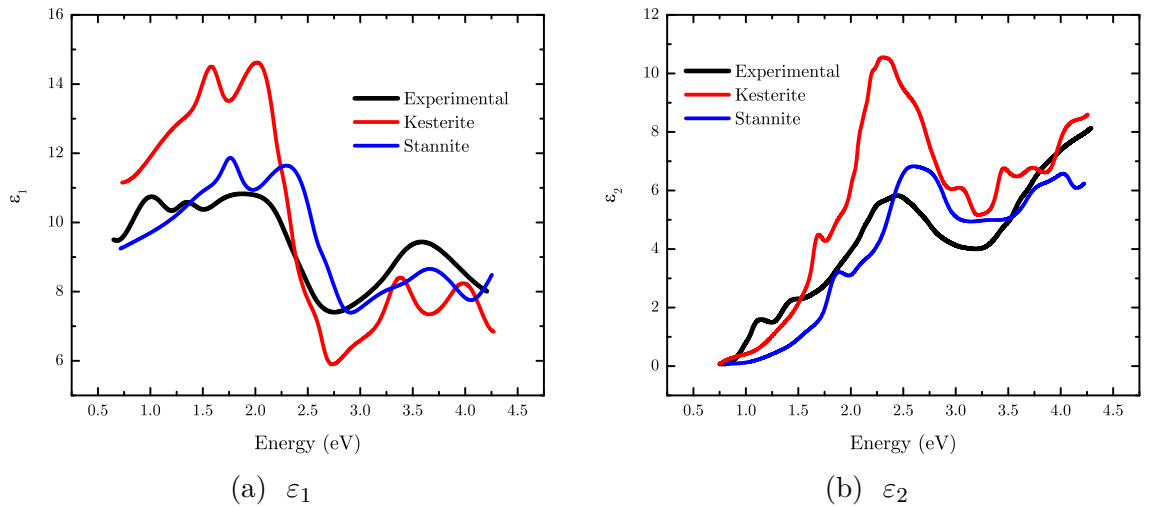 16
14
12
10
8
6
ε1
Experimental
Kesterite
Stannite
0.5 1.0 1.5 2.0 2.5 3.0 3.5 4.0 4.5
Energy (eV)
(a) ε1
12
10
8
6
4
2
0
ε2
Experimental
Kesterite
Stannite
0.5 1.0 1.5 2.0 2.5 3.0 3.5 4.0 4.5
Energy (eV)
(b) ε2